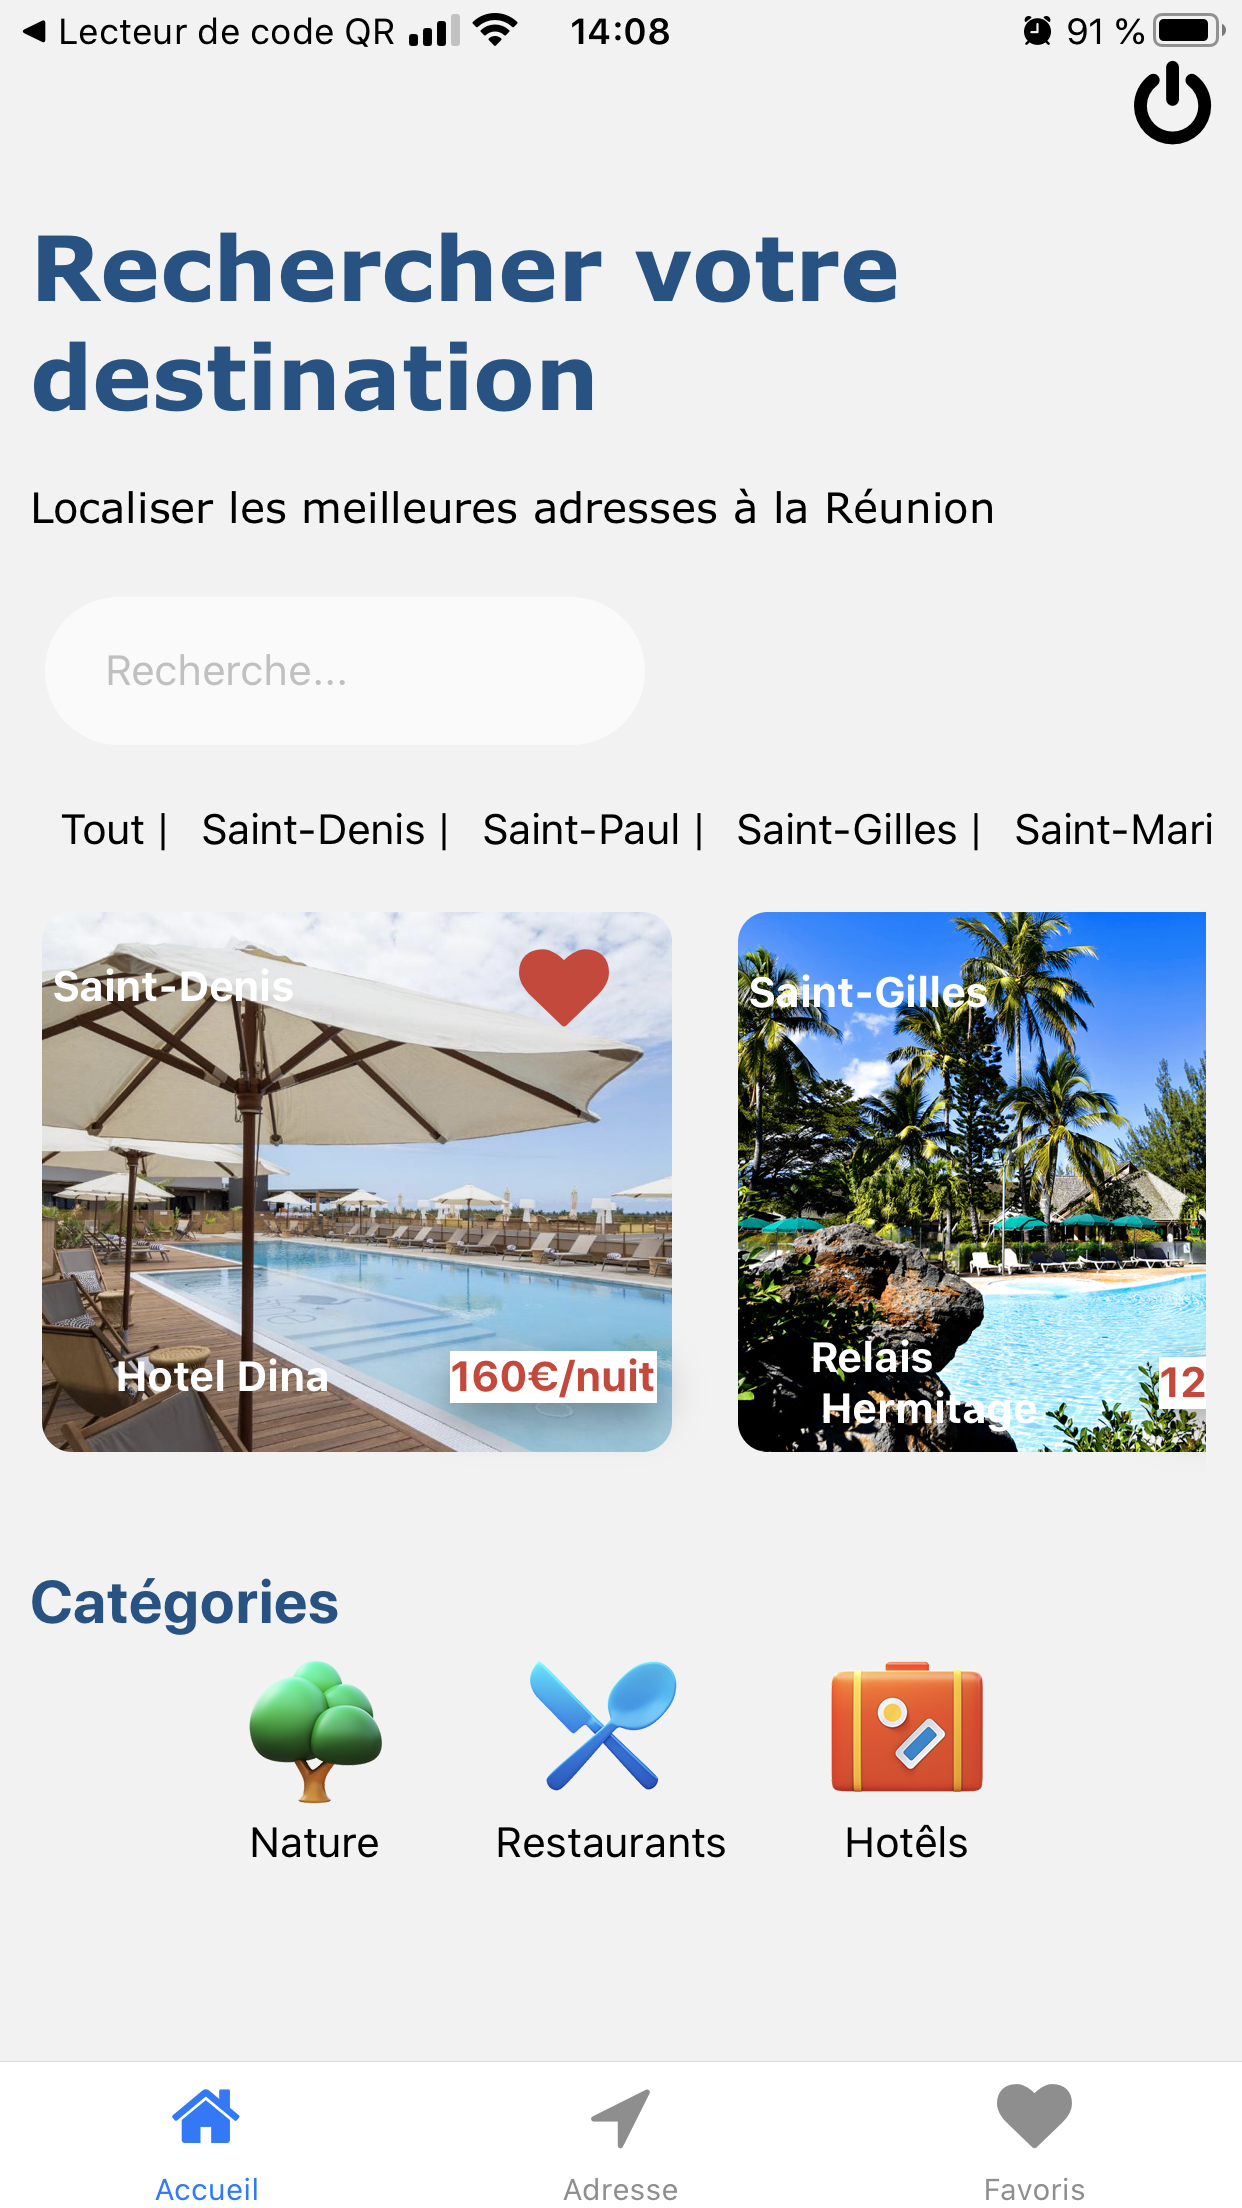 Lecteur de code QR 14:08 91 %
Rechercher votre
destination
Localiser les meilleures adresses à la Réunion
Recherche...
Tout | Saint-Denis | Saint-Paul | Saint-Gilles | Saint-Mari
Saint-Denis
Hotel Dina 160€/nuit
Saint-Gilles
Relais
Hermitage
12
Catégories
Nature Restaurants Hotêls
Accueil Adresse Favoris